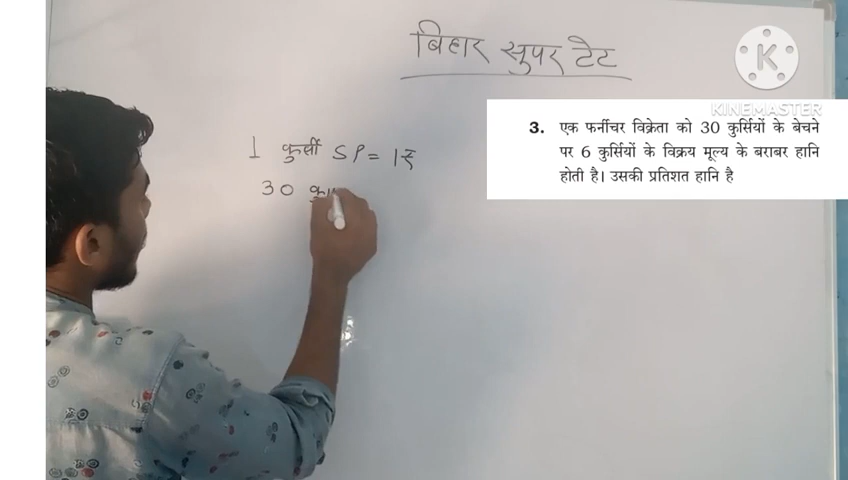 बिहार सुपर टैट
K
KINEMASTER
3. एक फर्नीचर विक्रेता को 30 कुर्सियों के बेचने
पर 6 कुर्सियों के विक्रय मूल्य के बराबर हानि
होती है। उसकी प्रतिशत हानि है
1 कुर्सी SP = 1₹
30